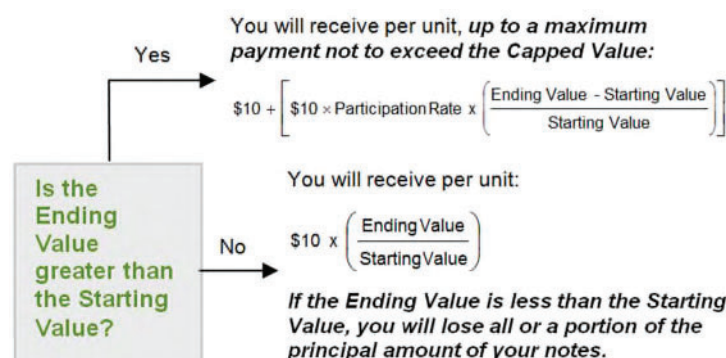 You will receive per unit, up to a maximum
payment not to exceed the Capped Value:
Yes
$10 + [ $10 × Participation Rate x ( Ending Value - Starting Value / Starting Value ) ]
Is the
Ending
Value
greater than
the Starting
Value?
You will receive per unit:
No
$10 x ( Ending Value / Starting Value )
If the Ending Value is less than the Starting
Value, you will lose all or a portion of the
principal amount of your notes.